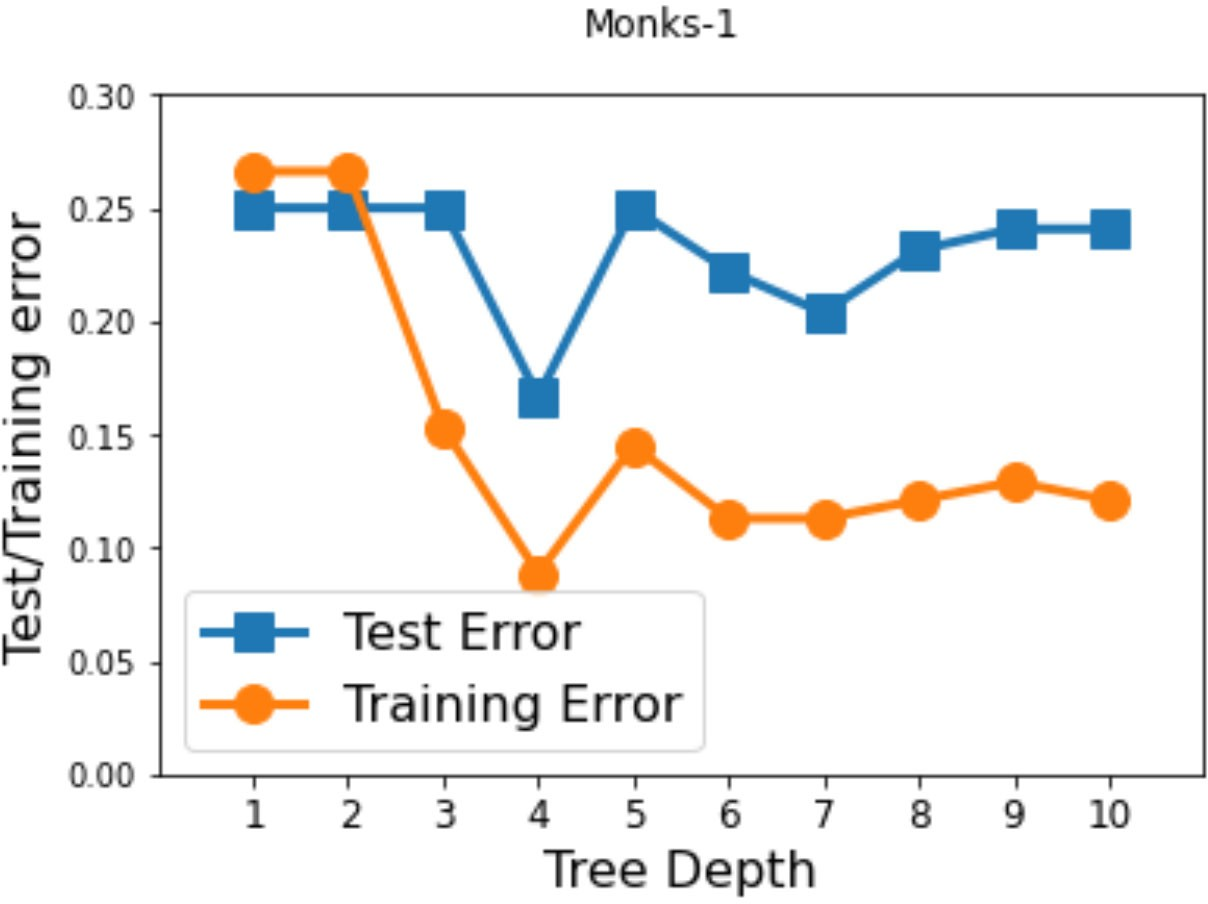 Monks-1
0.30
0.25
0.20
0.15
0.10
0.05
0.00
Test/Training error
Test Error
Training Error
1 2 3 4 5 6 7 8 9 10
Tree Depth